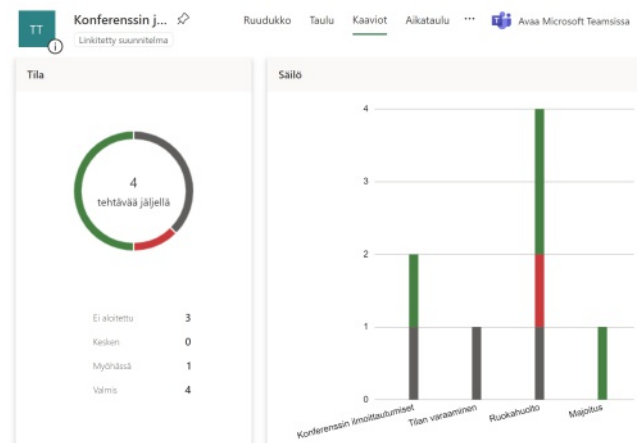 TT
Konferenssin j...
Linkitetty suunnitelma
Ruudukko Taulu Kaaviot Aikataulu ... Avaa Microsoft Teamsissa
Tila
4
tehtävää jäljellä
Ei aloitettu 3
Kesken 0
Myöhässä 1
Valmis 4
Säilö
4
3
2
1
0
Konferenssin ilmoittautumiset
Tilan varaaminen
Ruokahuolto
Majoitus